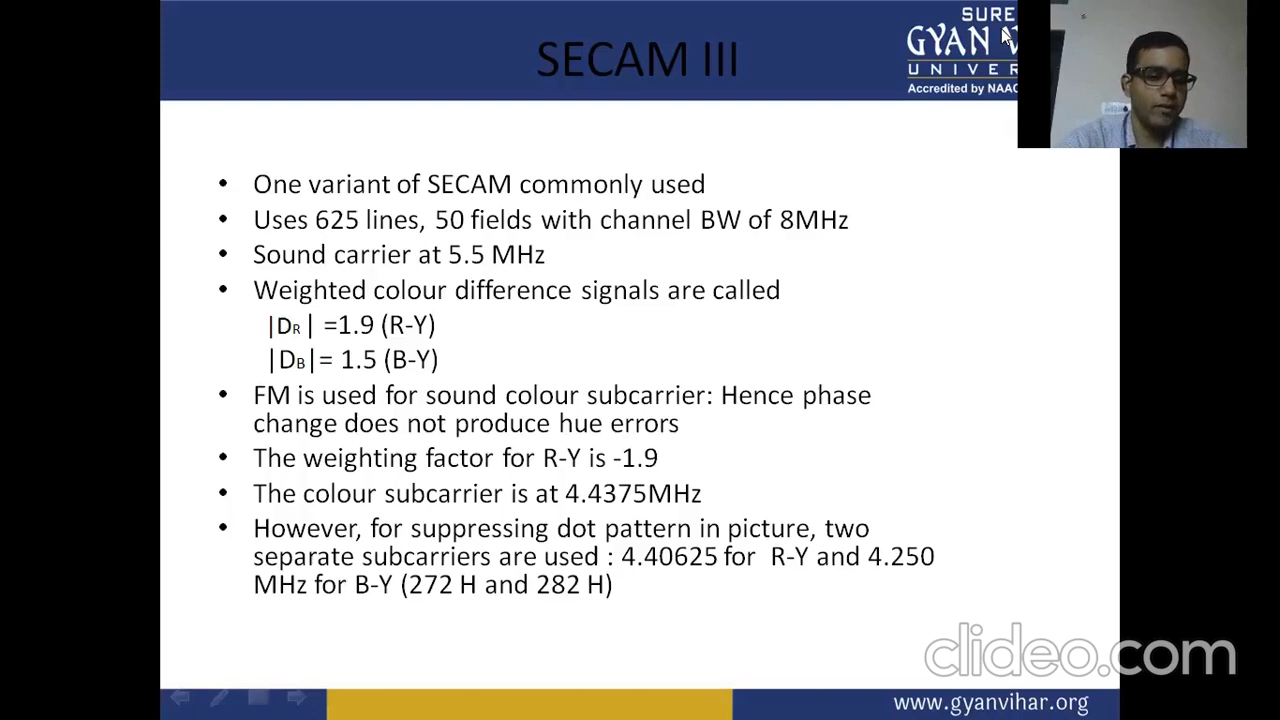 SECAM III
SURE
GYAN
UNIVER
Accredited by NAAC
• One variant of SECAM commonly used
• Uses 625 lines, 50 fields with channel BW of 8MHz
• Sound carrier at 5.5 MHz
• Weighted colour difference signals are called
|DR| =1.9 (R-Y)
|DB|= 1.5 (B-Y)
• FM is used for sound colour subcarrier: Hence phase
change does not produce hue errors
• The weighting factor for R-Y is -1.9
• The colour subcarrier is at 4.4375MHz
• However, for suppressing dot pattern in picture, two
separate subcarriers are used : 4.40625 for R-Y and 4.250
MHz for B-Y (272 H and 282 H)
clideo.com
www.gyanvihar.org